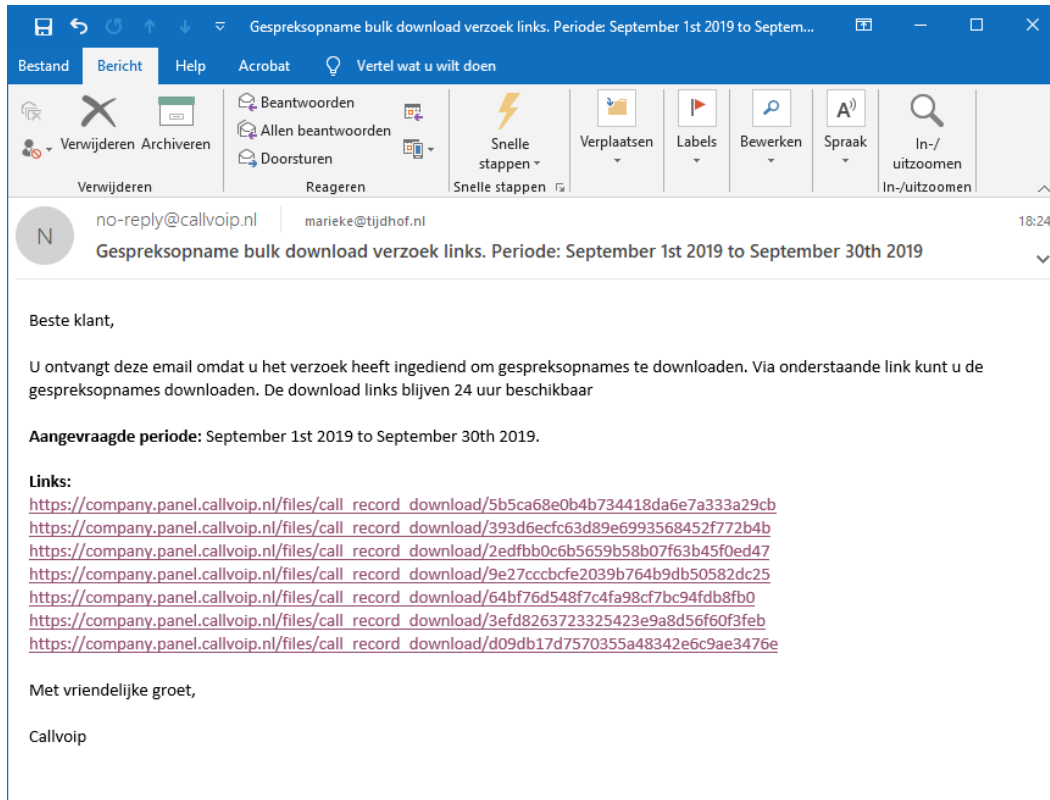 Gespreksopname bulk download verzoek links. Periode: September 1st 2019 to Septem...
Bestand Bericht Help Acrobat Vertel wat u wilt doen
Verwijderen Archiveren
Verwijderen
Beantwoorden
Allen beantwoorden
Doorsturen
Reageren
Snelle
stappen
Snelle stappen
Verplaatsen
Labels
Bewerken
Spraak
In-/
uitzoomen
In-/uitzoomen
N
no-reply@callvoip.nl marieke@tijdhof.nl 18:24
Gespreksopname bulk download verzoek links. Periode: September 1st 2019 to September 30th 2019
Beste klant,
U ontvangt deze email omdat u het verzoek heeft ingediend om gespreksopnames te downloaden. Via onderstaande link kunt u de
gespreksopnames downloaden. De download links blijven 24 uur beschikbaar
Aangevraagde periode: September 1st 2019 to September 30th 2019.
Links:
https://company.panel.callvoip.nl/files/call_record_download/5b5ca68e0b4b734418da6e7a333a29cb
https://company.panel.callvoip.nl/files/call_record_download/393d6ecfc63d89e6993568452f772b4b
https://company.panel.callvoip.nl/files/call_record_download/2edfbb0c6b5659b58b07f63b45f0ed47
https://company.panel.callvoip.nl/files/call_record_download/9e27cccbcfe2039b764b9db50582dc25
https://company.panel.callvoip.nl/files/call_record_download/64bf76d548f7c4fa98cf7bc94fdb8fb0
https://company.panel.callvoip.nl/files/call_record_download/3efd8263723325423e9a8d56f60f3feb
https://company.panel.callvoip.nl/files/call_record_download/d09db17d7570355a48342e6c9ae3476e
Met vriendelijke groet,
Callvoip